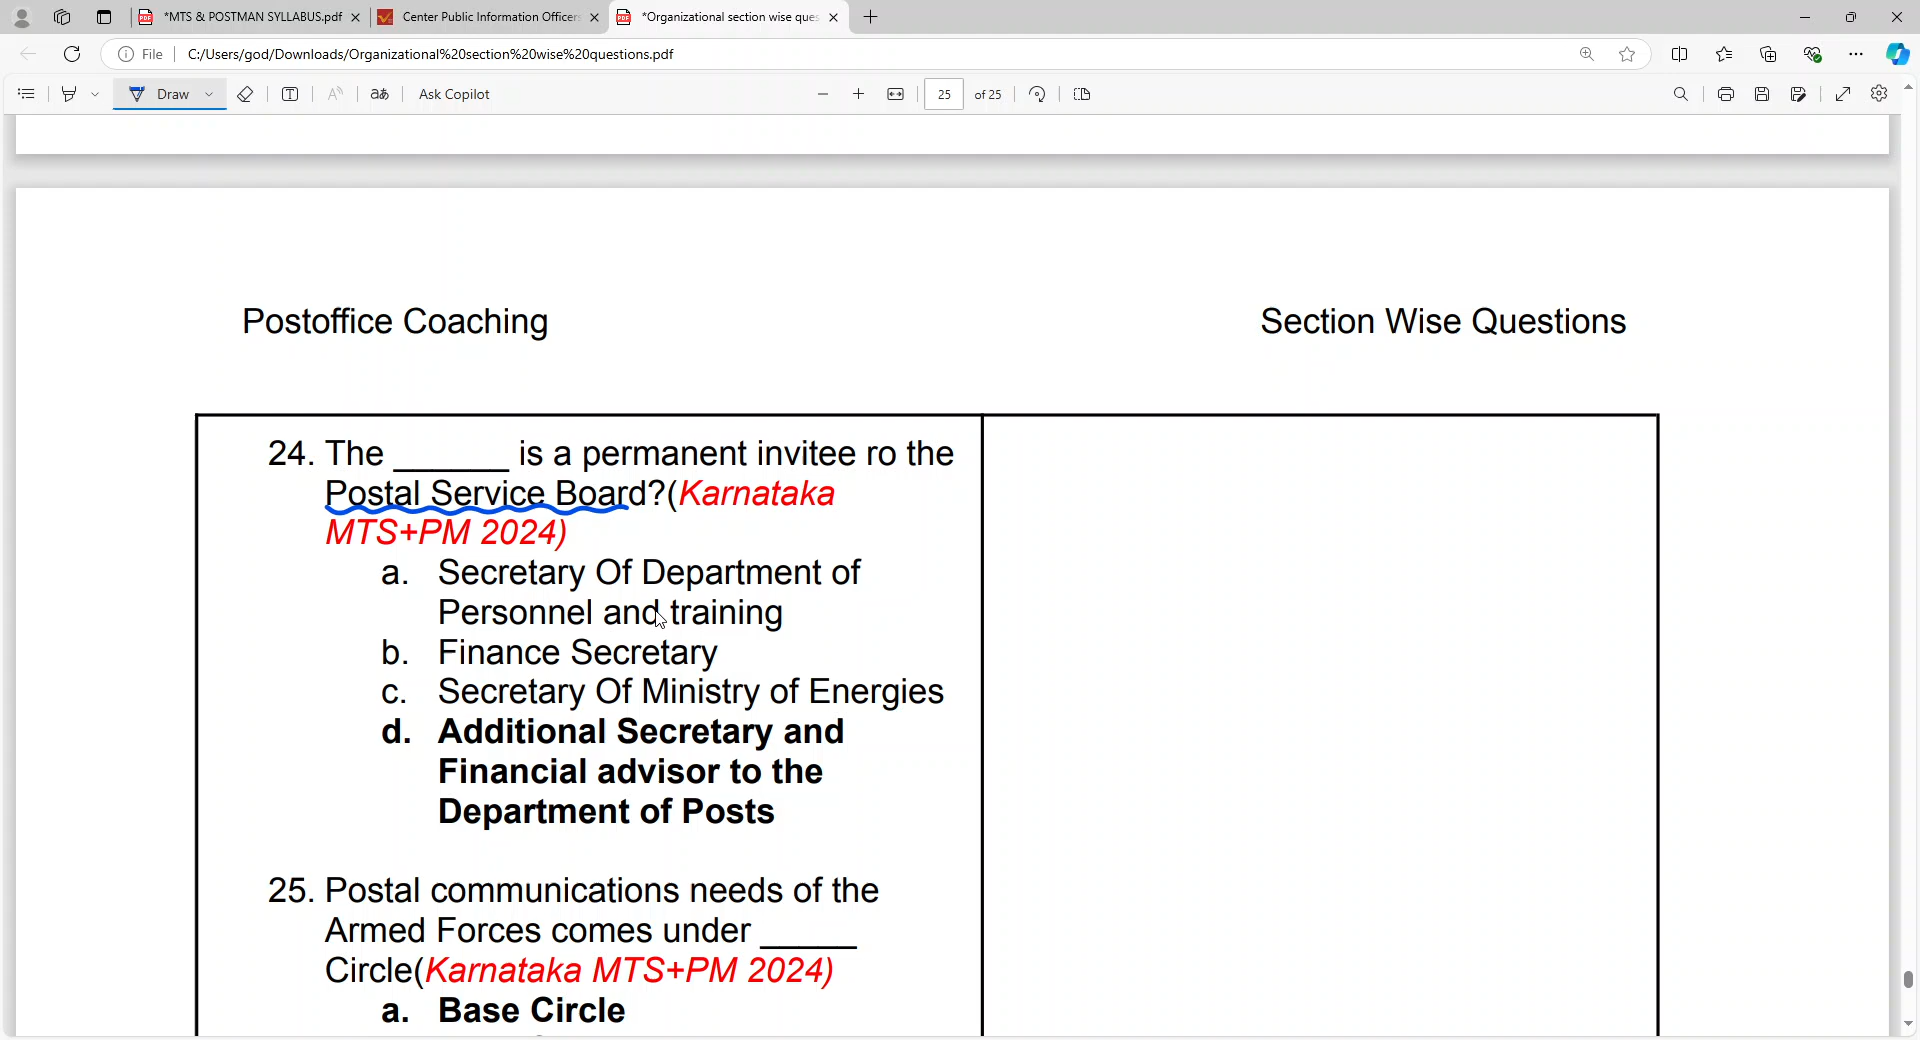 *MTS & POSTMAN SYLLABUS.pdf
Center Public Information Officer
*Organizational section wise ques
File
C:/Users/god/Downloads/Organizational%20section%20wise%20questions.pdf
Draw
Ask Copilot
25 of 25
Postoffice Coaching
Section Wise Questions
24. The ______ is a permanent invitee ro the
Postal Service Board?(Karnataka
MTS+PM 2024)
a. Secretary Of Department of
Personnel and training
b. Finance Secretary
c. Secretary Of Ministry of Energies
d. Additional Secretary and
Financial advisor to the
Department of Posts
25. Postal communications needs of the
Armed Forces comes under _____
Circle(Karnataka MTS+PM 2024)
a. Base Circle